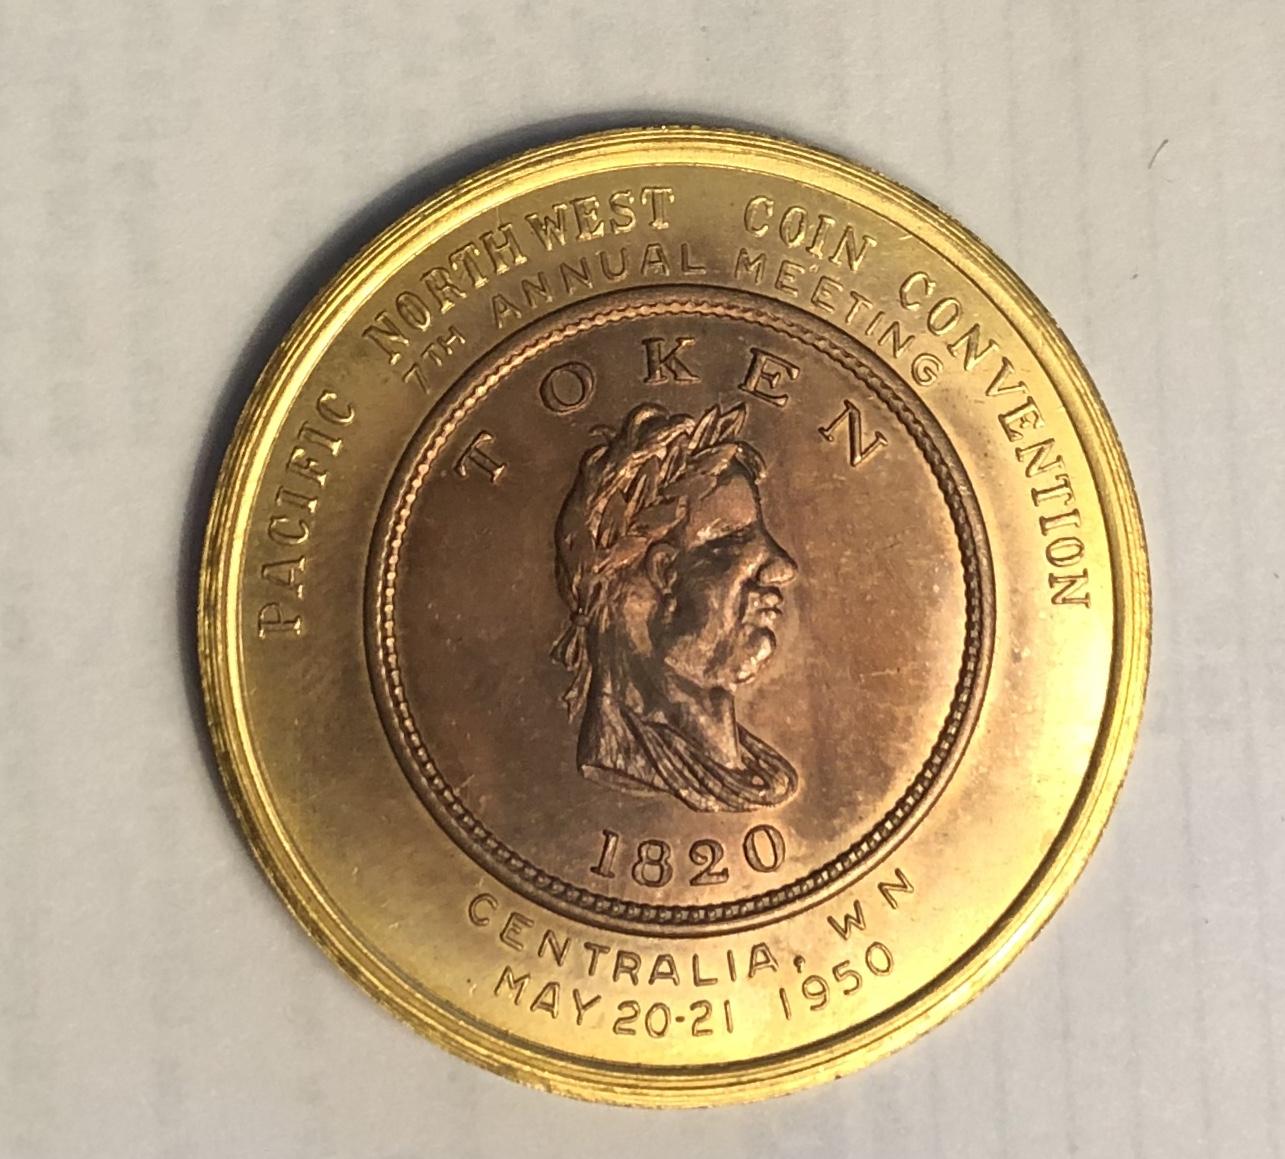 PACIFIC NORTHWEST COIN CONVENTION
7TH ANNUAL MEETING
TOKEN
1820
CENTRALIA, WN
MAY 20-21 1950